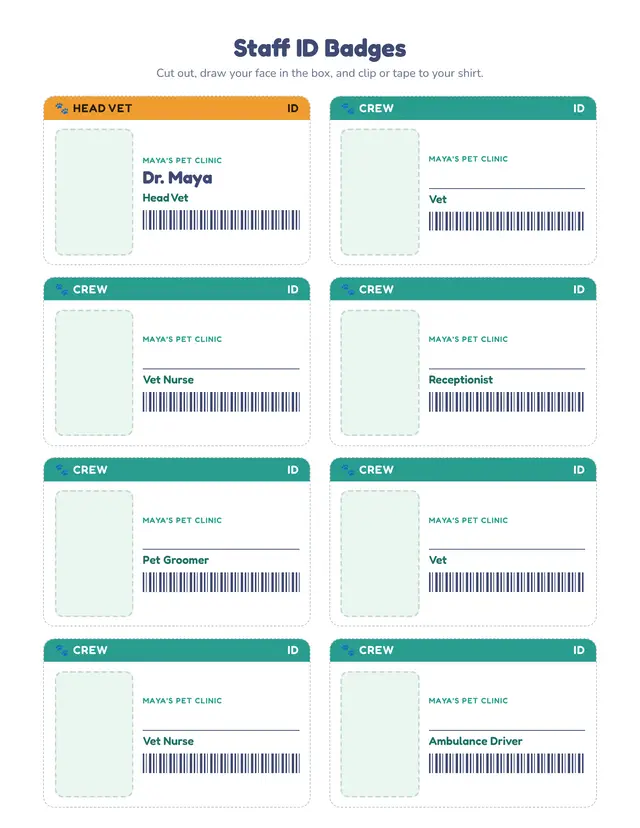 Staff ID Badges
Cut out, draw your face in the box, and clip or tape to your shirt.
HEAD VET ID
MAYA'S PET CLINIC
Dr. Maya
Head Vet
CREW ID
MAYA'S PET CLINIC
Vet
CREW ID
MAYA'S PET CLINIC
Vet Nurse
CREW ID
MAYA'S PET CLINIC
Receptionist
CREW ID
MAYA'S PET CLINIC
Pet Groomer
CREW ID
MAYA'S PET CLINIC
Vet
CREW ID
MAYA'S PET CLINIC
Vet Nurse
CREW ID
MAYA'S PET CLINIC
Ambulance Driver